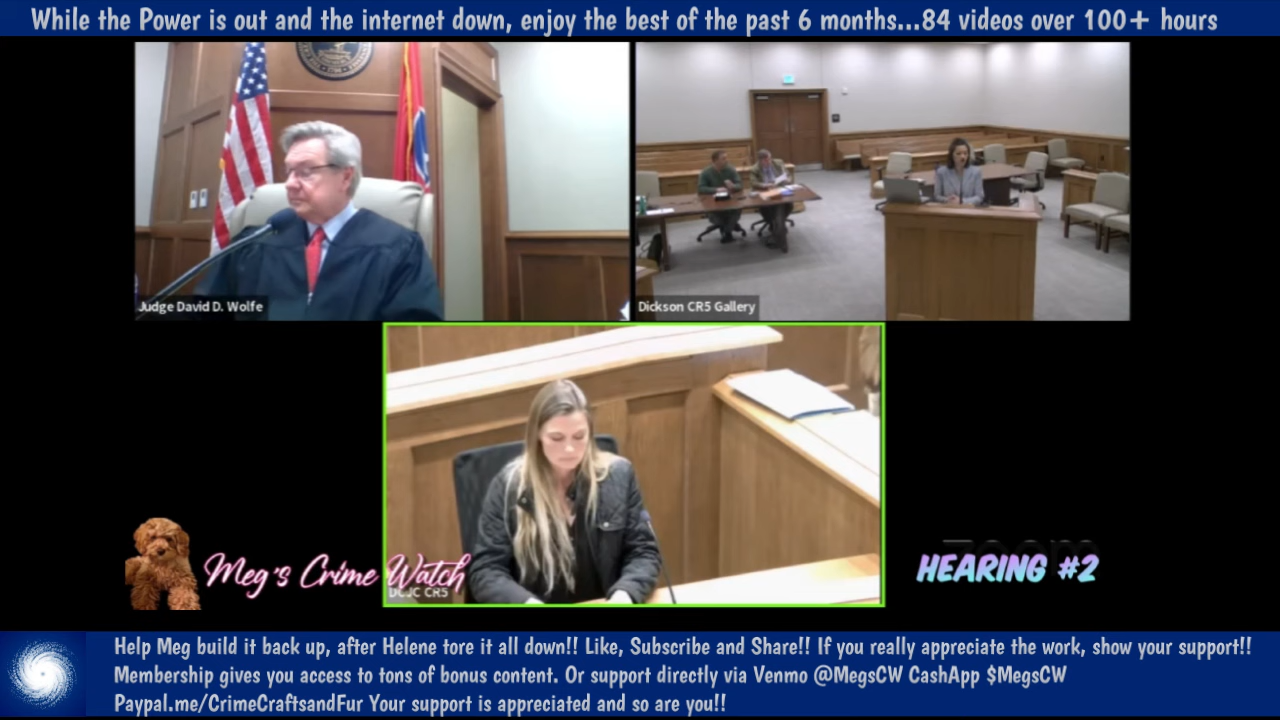 While the Power is out and the internet down, enjoy the best of the past 6 months...84 videos over 100+ hours
Judge David D. Wolfe
Dickson CR5 Gallery
Meg's Crime Watch
DCJC CR5
HEARING #2
Help Meg build it back up, after Helene tore it all down!! Like, Subscribe and Share!! If you really appreciate the work, show your support!!
Membership gives you access to tons of bonus content. Or support directly via Venmo @MegsCW CashApp $MegsCW
Paypal.me/CrimeCraftsandFur Your support is appreciated and so are you!!